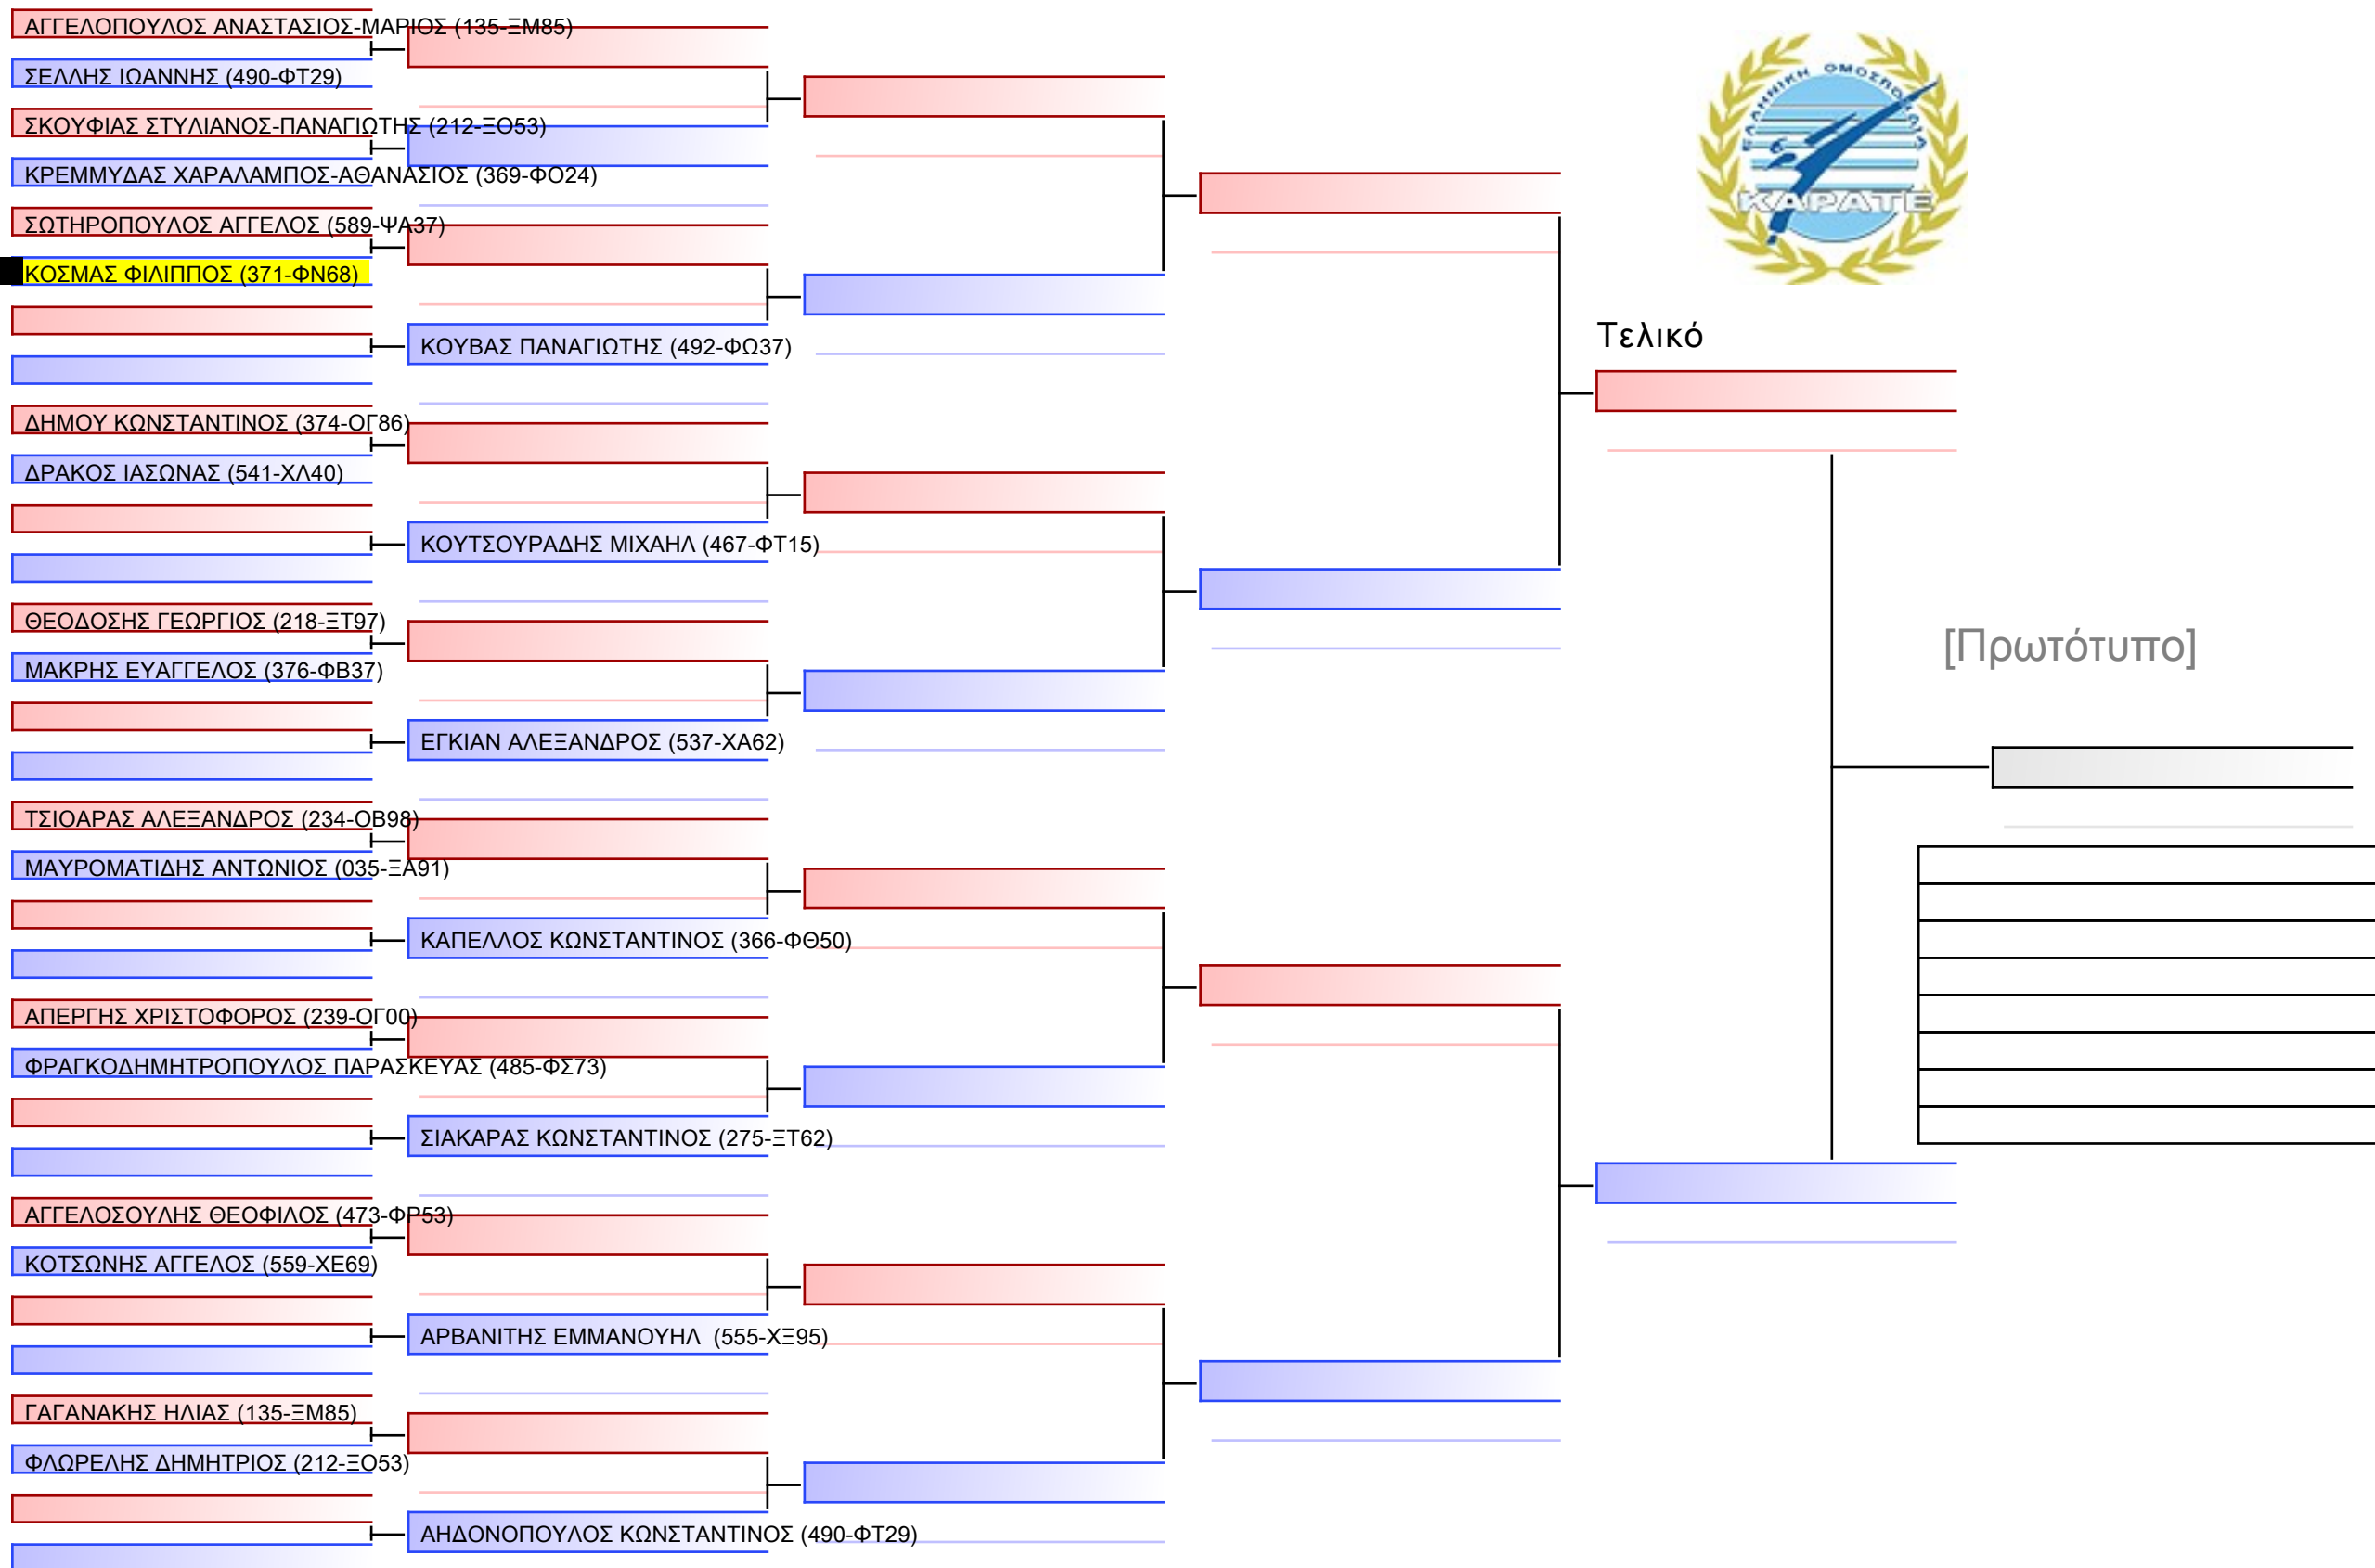 ΑΓΓΕΛΟΠΟΥΛΟΣ ΑΝΑΣΤΑΣΙΟΣ-ΜΑΡΙΟΣ (135-ΞΜ85)
ΣΕΛΛΗΣ ΙΩΑΝΝΗΣ (490-ΦΤ29)
ΣΚΟΥΦΙΑΣ ΣΤΥΛΙΑΝΟΣ-ΠΑΝΑΓΙΩΤΗΣ (212-ΞΟ53)
ΚΡΕΜΜΥΔΑΣ ΧΑΡΑΛΑΜΠΟΣ-ΑΘΑΝΑΣΙΟΣ (369-ΦΟ24)
ΣΩΤΗΡΟΠΟΥΛΟΣ ΑΓΓΕΛΟΣ (589-ΨΑ37)
ΚΟΣΜΑΣ ΦΙΛΙΠΠΟΣ (371-ΦΝ68)
ΚΟΥΒΑΣ ΠΑΝΑΓΙΩΤΗΣ (492-ΦΩ37)
ΔΗΜΟΥ ΚΩΝΣΤΑΝΤΙΝΟΣ (374-ΟΓ86)
ΔΡΑΚΟΣ ΙΑΣΩΝΑΣ (541-ΧΛ40)
ΚΟΥΤΣΟΥΡΑΔΗΣ ΜΙΧΑΗΛ (467-ΦΤ15)
ΘΕΟΔΟΣΗΣ ΓΕΩΡΓΙΟΣ (218-ΞΤ97)
ΜΑΚΡΗΣ ΕΥΑΓΓΕΛΟΣ (376-ΦΒ37)
ΕΓΚΙΑΝ ΑΛΕΞΑΝΔΡΟΣ (537-ΧΑ62)
ΤΣΙΟΑΡΑΣ ΑΛΕΞΑΝΔΡΟΣ (234-ΟΒ98)
ΜΑΥΡΟΜΑΤΙΔΗΣ ΑΝΤΩΝΙΟΣ (035-ΞΑ91)
ΚΑΠΕΛΛΟΣ ΚΩΝΣΤΑΝΤΙΝΟΣ (366-ΦΘ50)
ΑΠΕΡΓΗΣ ΧΡΙΣΤΟΦΟΡΟΣ (239-ΟΓ00)
ΦΡΑΓΚΟΔΗΜΗΤΡΟΠΟΥΛΟΣ ΠΑΡΑΣΚΕΥΑΣ (485-ΦΣ73)
ΣΙΑΚΑΡΑΣ ΚΩΝΣΤΑΝΤΙΝΟΣ (275-ΞΤ62)
ΑΓΓΕΛΟΣΟΥΛΗΣ ΘΕΟΦΙΛΟΣ (473-ΦΡ53)
ΚΟΤΣΩΝΗΣ ΑΓΓΕΛΟΣ (559-ΧΕ69)
ΑΡΒΑΝΙΤΗΣ ΕΜΜΑΝΟΥΗΛ (555-ΧΞ95)
ΓΑΓΑΝΑΚΗΣ ΗΛΙΑΣ (135-ΞΜ85)
ΦΛΩΡΕΛΗΣ ΔΗΜΗΤΡΙΟΣ (212-ΞΟ53)
ΑΗΔΟΝΟΠΟΥΛΟΣ ΚΩΝΣΤΑΝΤΙΝΟΣ (490-ΦΤ29)
ΕΛΛΗΝΙΚΗ ΟΜΟΣΠΟΝΔΙΑ
ΚΑΡΑΤΕ
Τελικό
[Πρωτότυπο]